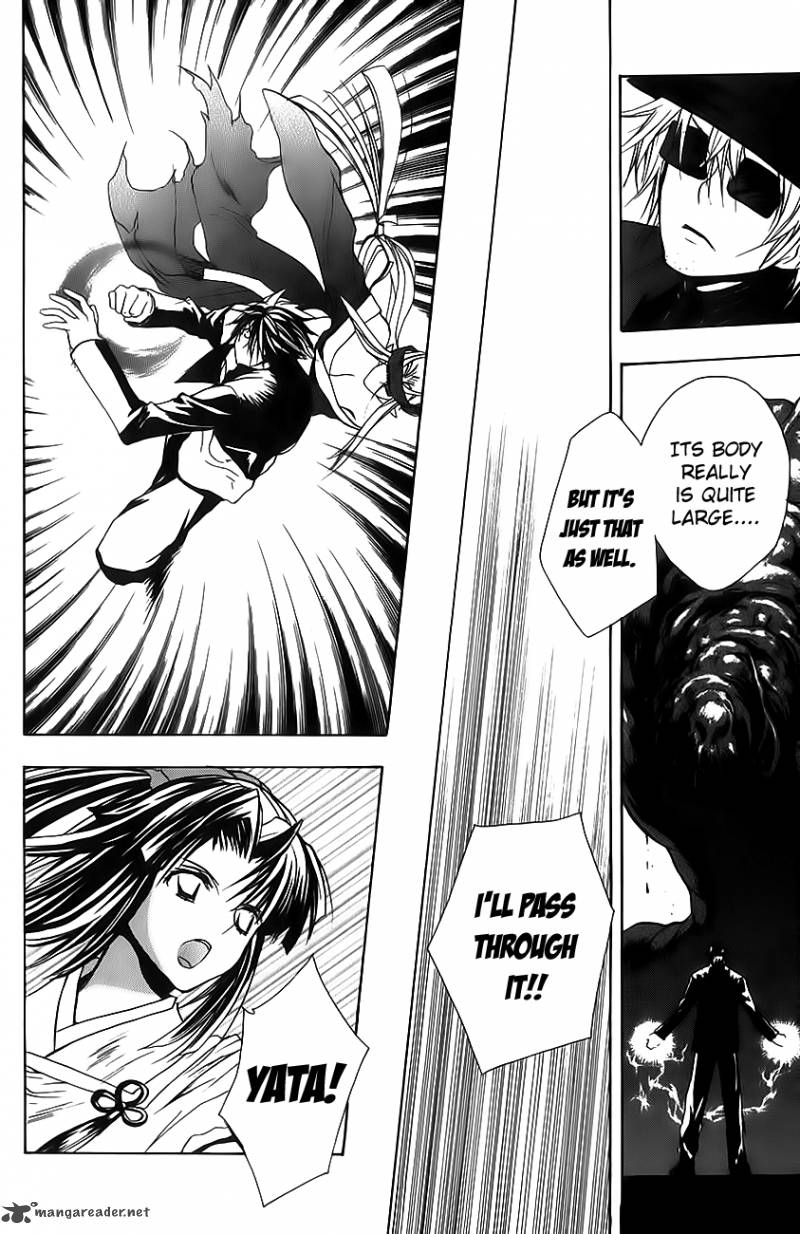 ITS BODY
REALLY
IS QUITE
LARGE....
BUT IT'S
JUST THAT
AS WELL.
I'LL PASS
THROUGH
IT!!
YATA!
mangareader.net